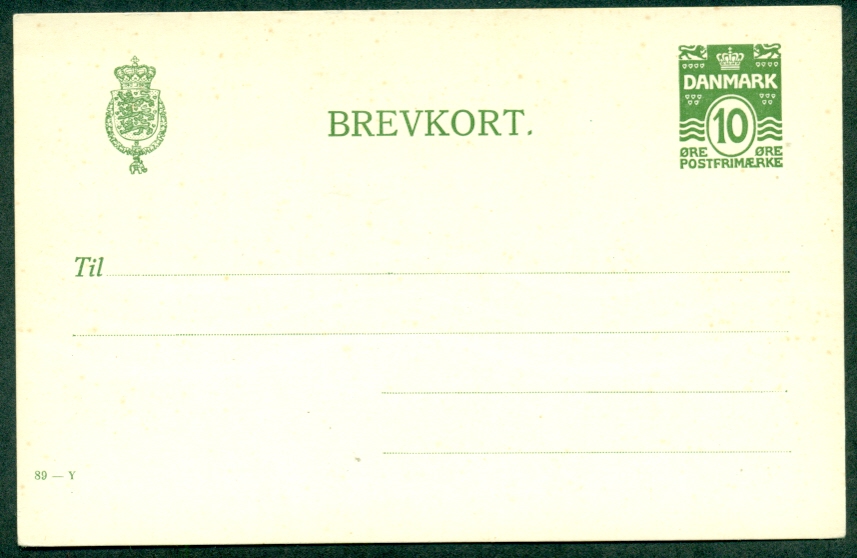 BREVKORT.
DANMARK
10
ØRE ØRE
POSTFRIMÆRKE
Til
89 — Y